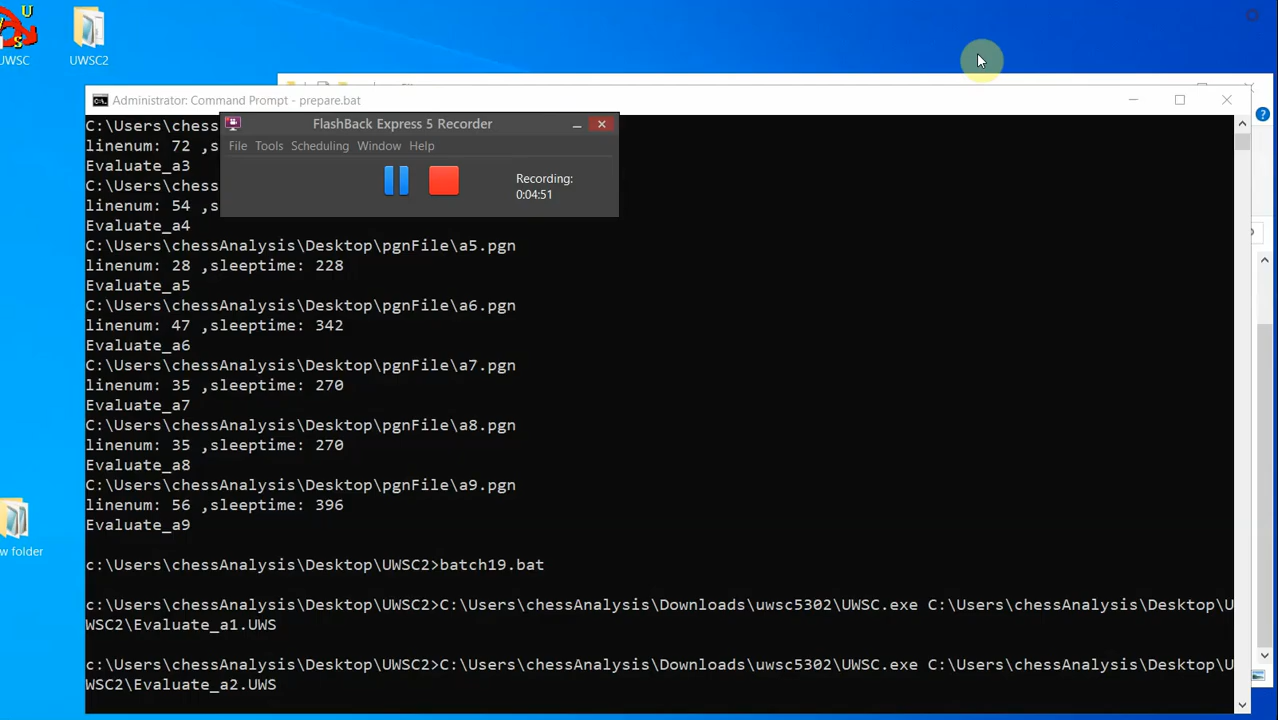 U
S
UWSC
UWSC2
Administrator: Command Prompt - prepare.bat
FlashBack Express 5 Recorder
File Tools Scheduling Window Help
Recording:
0:04:51
C:\Users\chess
linenum: 72 ,s
Evaluate_a3
C:\Users\chess
linenum: 54 ,s
Evaluate_a4
C:\Users\chessAnalysis\Desktop\pgnFile\a5.pgn
linenum: 28 ,sleeptime: 228
Evaluate_a5
C:\Users\chessAnalysis\Desktop\pgnFile\a6.pgn
linenum: 47 ,sleeptime: 342
Evaluate_a6
C:\Users\chessAnalysis\Desktop\pgnFile\a7.pgn
linenum: 35 ,sleeptime: 270
Evaluate_a7
C:\Users\chessAnalysis\Desktop\pgnFile\a8.pgn
linenum: 35 ,sleeptime: 270
Evaluate_a8
C:\Users\chessAnalysis\Desktop\pgnFile\a9.pgn
linenum: 56 ,sleeptime: 396
Evaluate_a9
c:\Users\chessAnalysis\Desktop\UWSC2>batch19.bat
c:\Users\chessAnalysis\Desktop\UWSC2>C:\Users\chessAnalysis\Downloads\uwsc5302\UWSC.exe C:\Users\chessAnalysis\Desktop\U
WSC2\Evaluate_a1.UWS
c:\Users\chessAnalysis\Desktop\UWSC2>C:\Users\chessAnalysis\Downloads\uwsc5302\UWSC.exe C:\Users\chessAnalysis\Desktop\U
WSC2\Evaluate_a2.UWS
w folder